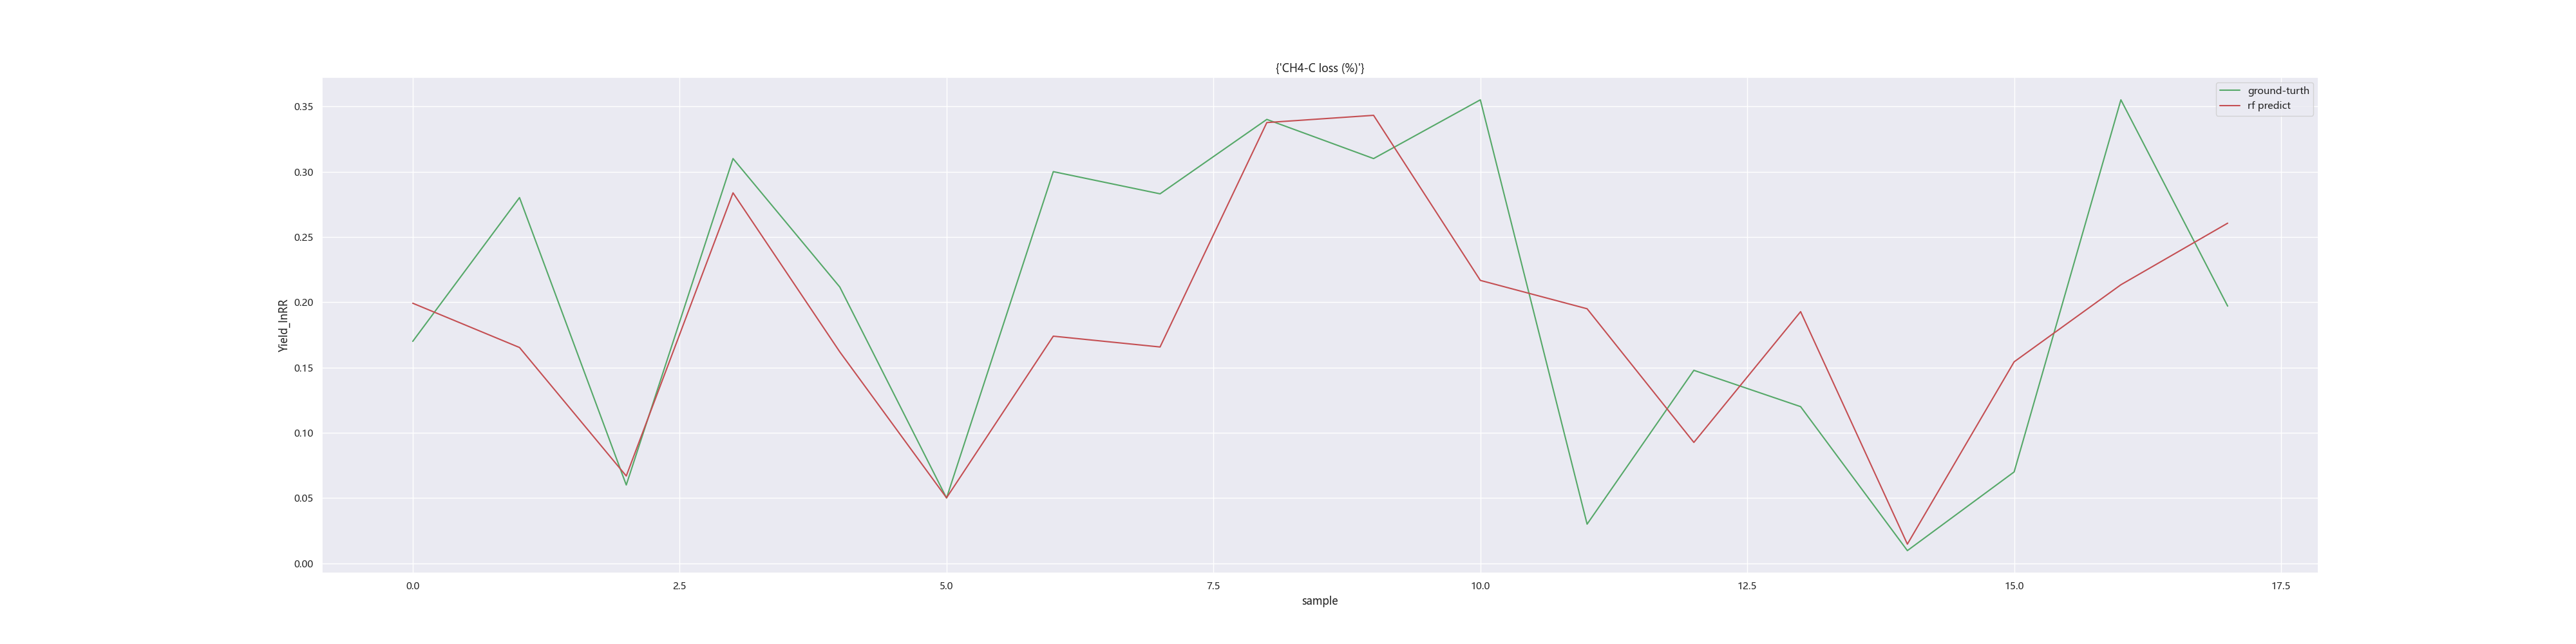 {'CH4-C loss (%)'}
ground-turth
rf predict
Yield_lnRR
0.35
0.30
0.25
0.20
0.15
0.10
0.05
0.00
0.0 2.5 5.0 7.5 10.0 12.5 15.0 17.5
sample